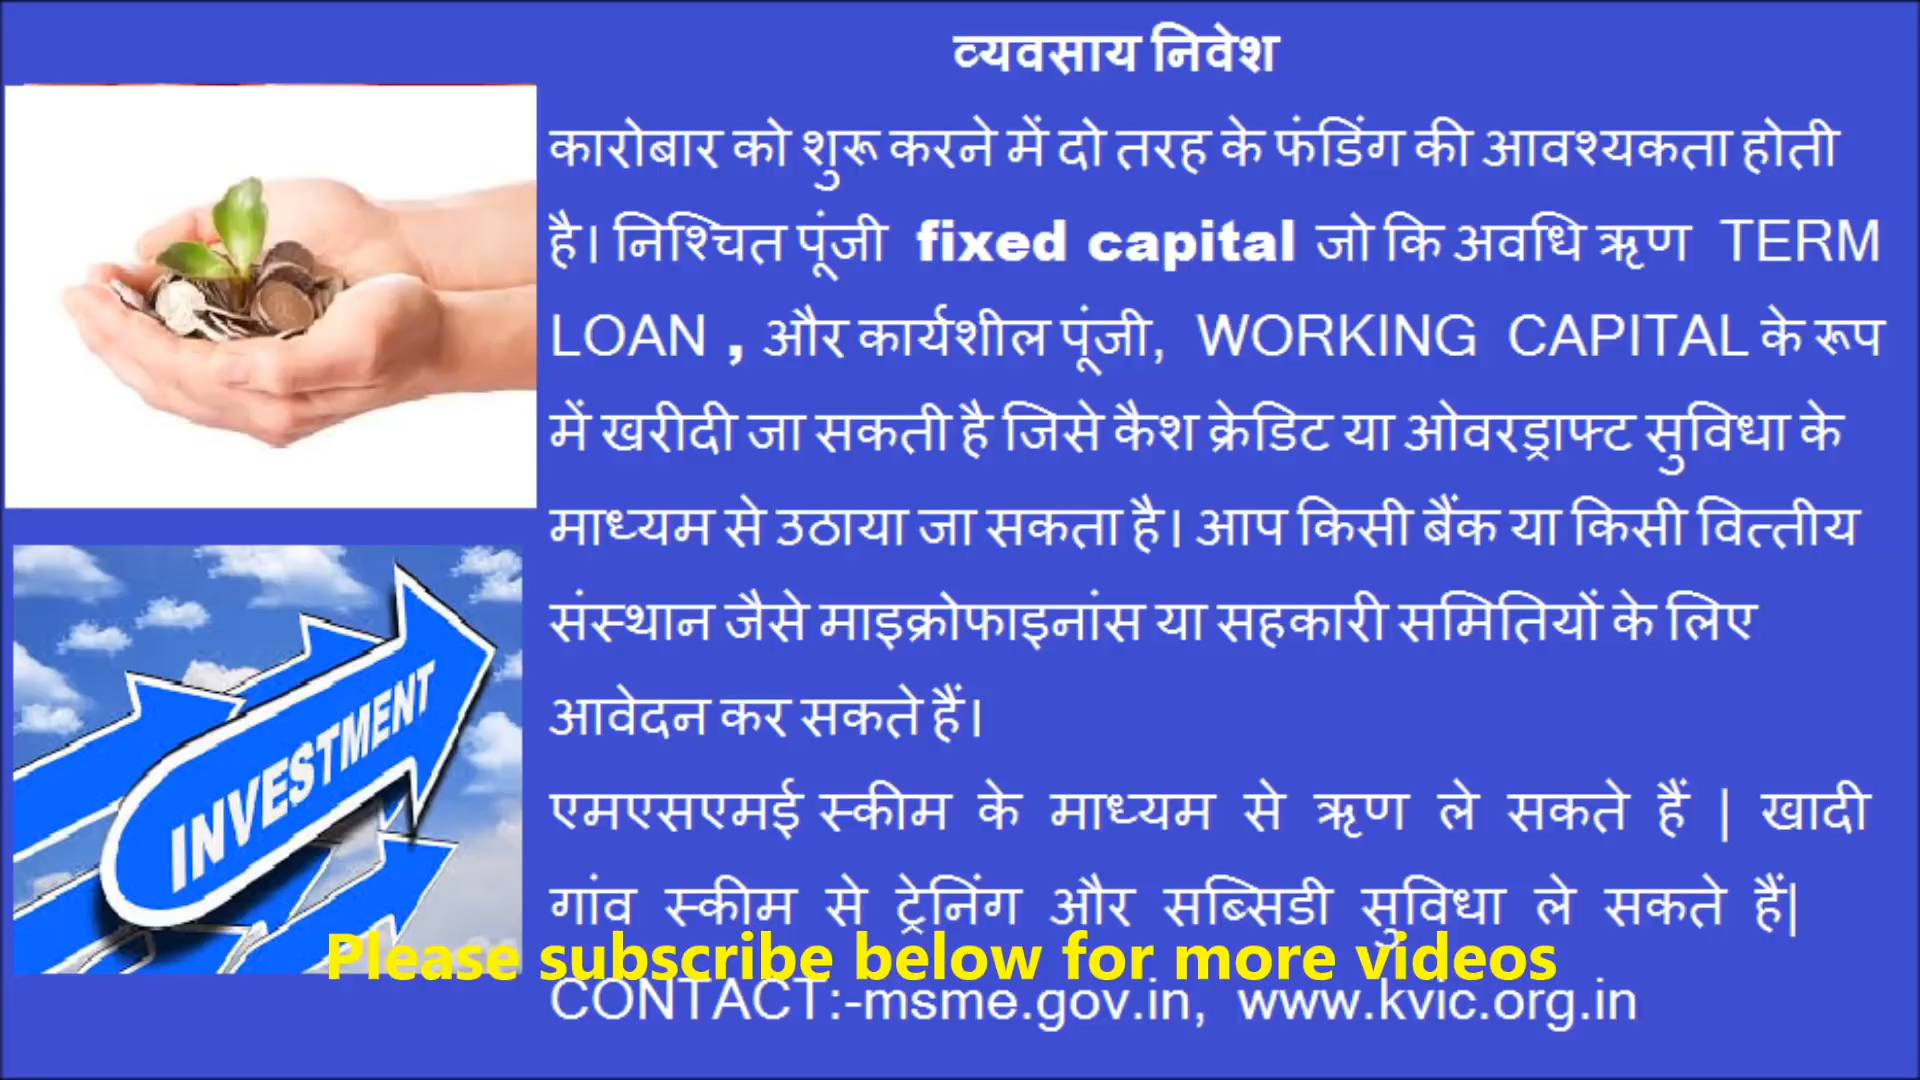 व्यवसाय निवेश
कारोबार को शुरू करने में दो तरह के फंडिंग की आवश्यकता होती
है। निश्चित पूंजी fixed capital जो कि अवधि ऋण TERM
LOAN , और कार्यशील पूंजी, WORKING CAPITAL के रूप
में खरीदी जा सकती है जिसे कैश क्रेडिट या ओवरड्राफ्ट सुविधा के
माध्यम से उठाया जा सकता है। आप किसी बैंक या किसी वित्तीय
संस्थान जैसे माइक्रोफाइनांस या सहकारी समितियों के लिए
आवेदन कर सकते हैं।
एमएसएमई स्कीम के माध्यम से ऋण ले सकते हैं | खादी
गांव स्कीम से ट्रेनिंग और सब्सिडी सुविधा ले सकते हैं|
CONTACT:-msme.gov.in, www.kvic.org.in
INVESTMENT
Please subscribe below for more videos